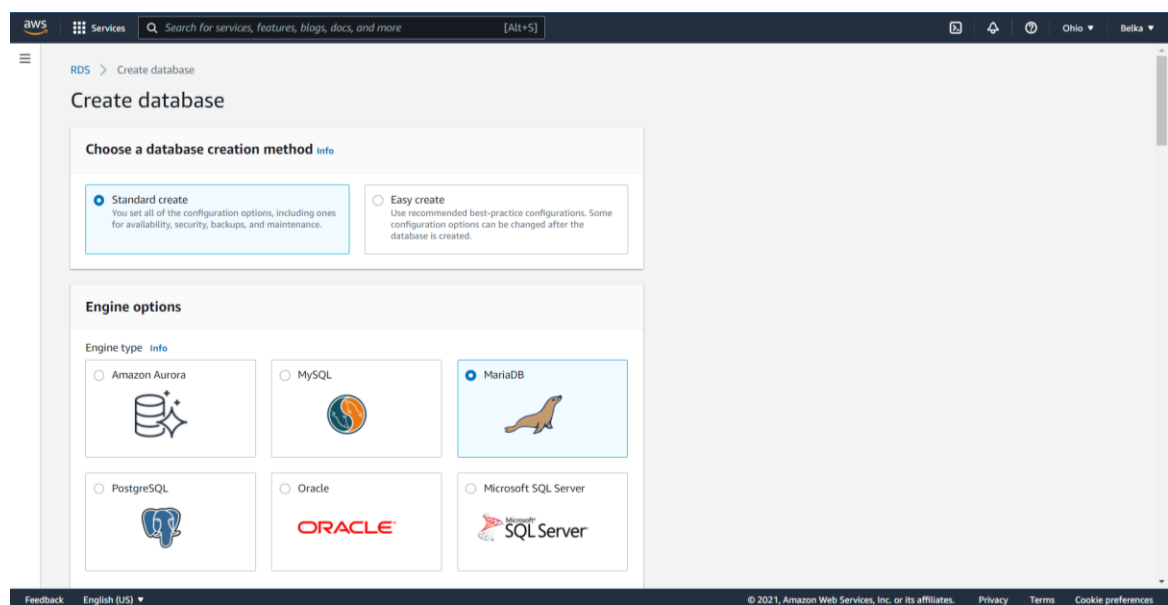 aws
Services
Search for services, features, blogs, docs, and more
[Alt+S]
Ohio ▼
Belka ▼
RDS > Create database
Create database
Choose a database creation method Info
Standard create
You set all of the configuration options, including ones
for availability, security, backups, and maintenance.
Easy create
Use recommended best-practice configurations. Some
configuration options can be changed after the
database is created.
Engine options
Engine type Info
Amazon Aurora
MySQL
MariaDB
PostgreSQL
Oracle
ORACLE
Microsoft SQL Server
Microsoft
SQL Server
Feedback
English (US) ▼
© 2021, Amazon Web Services, Inc. or its affiliates.
Privacy
Terms
Cookie preferences